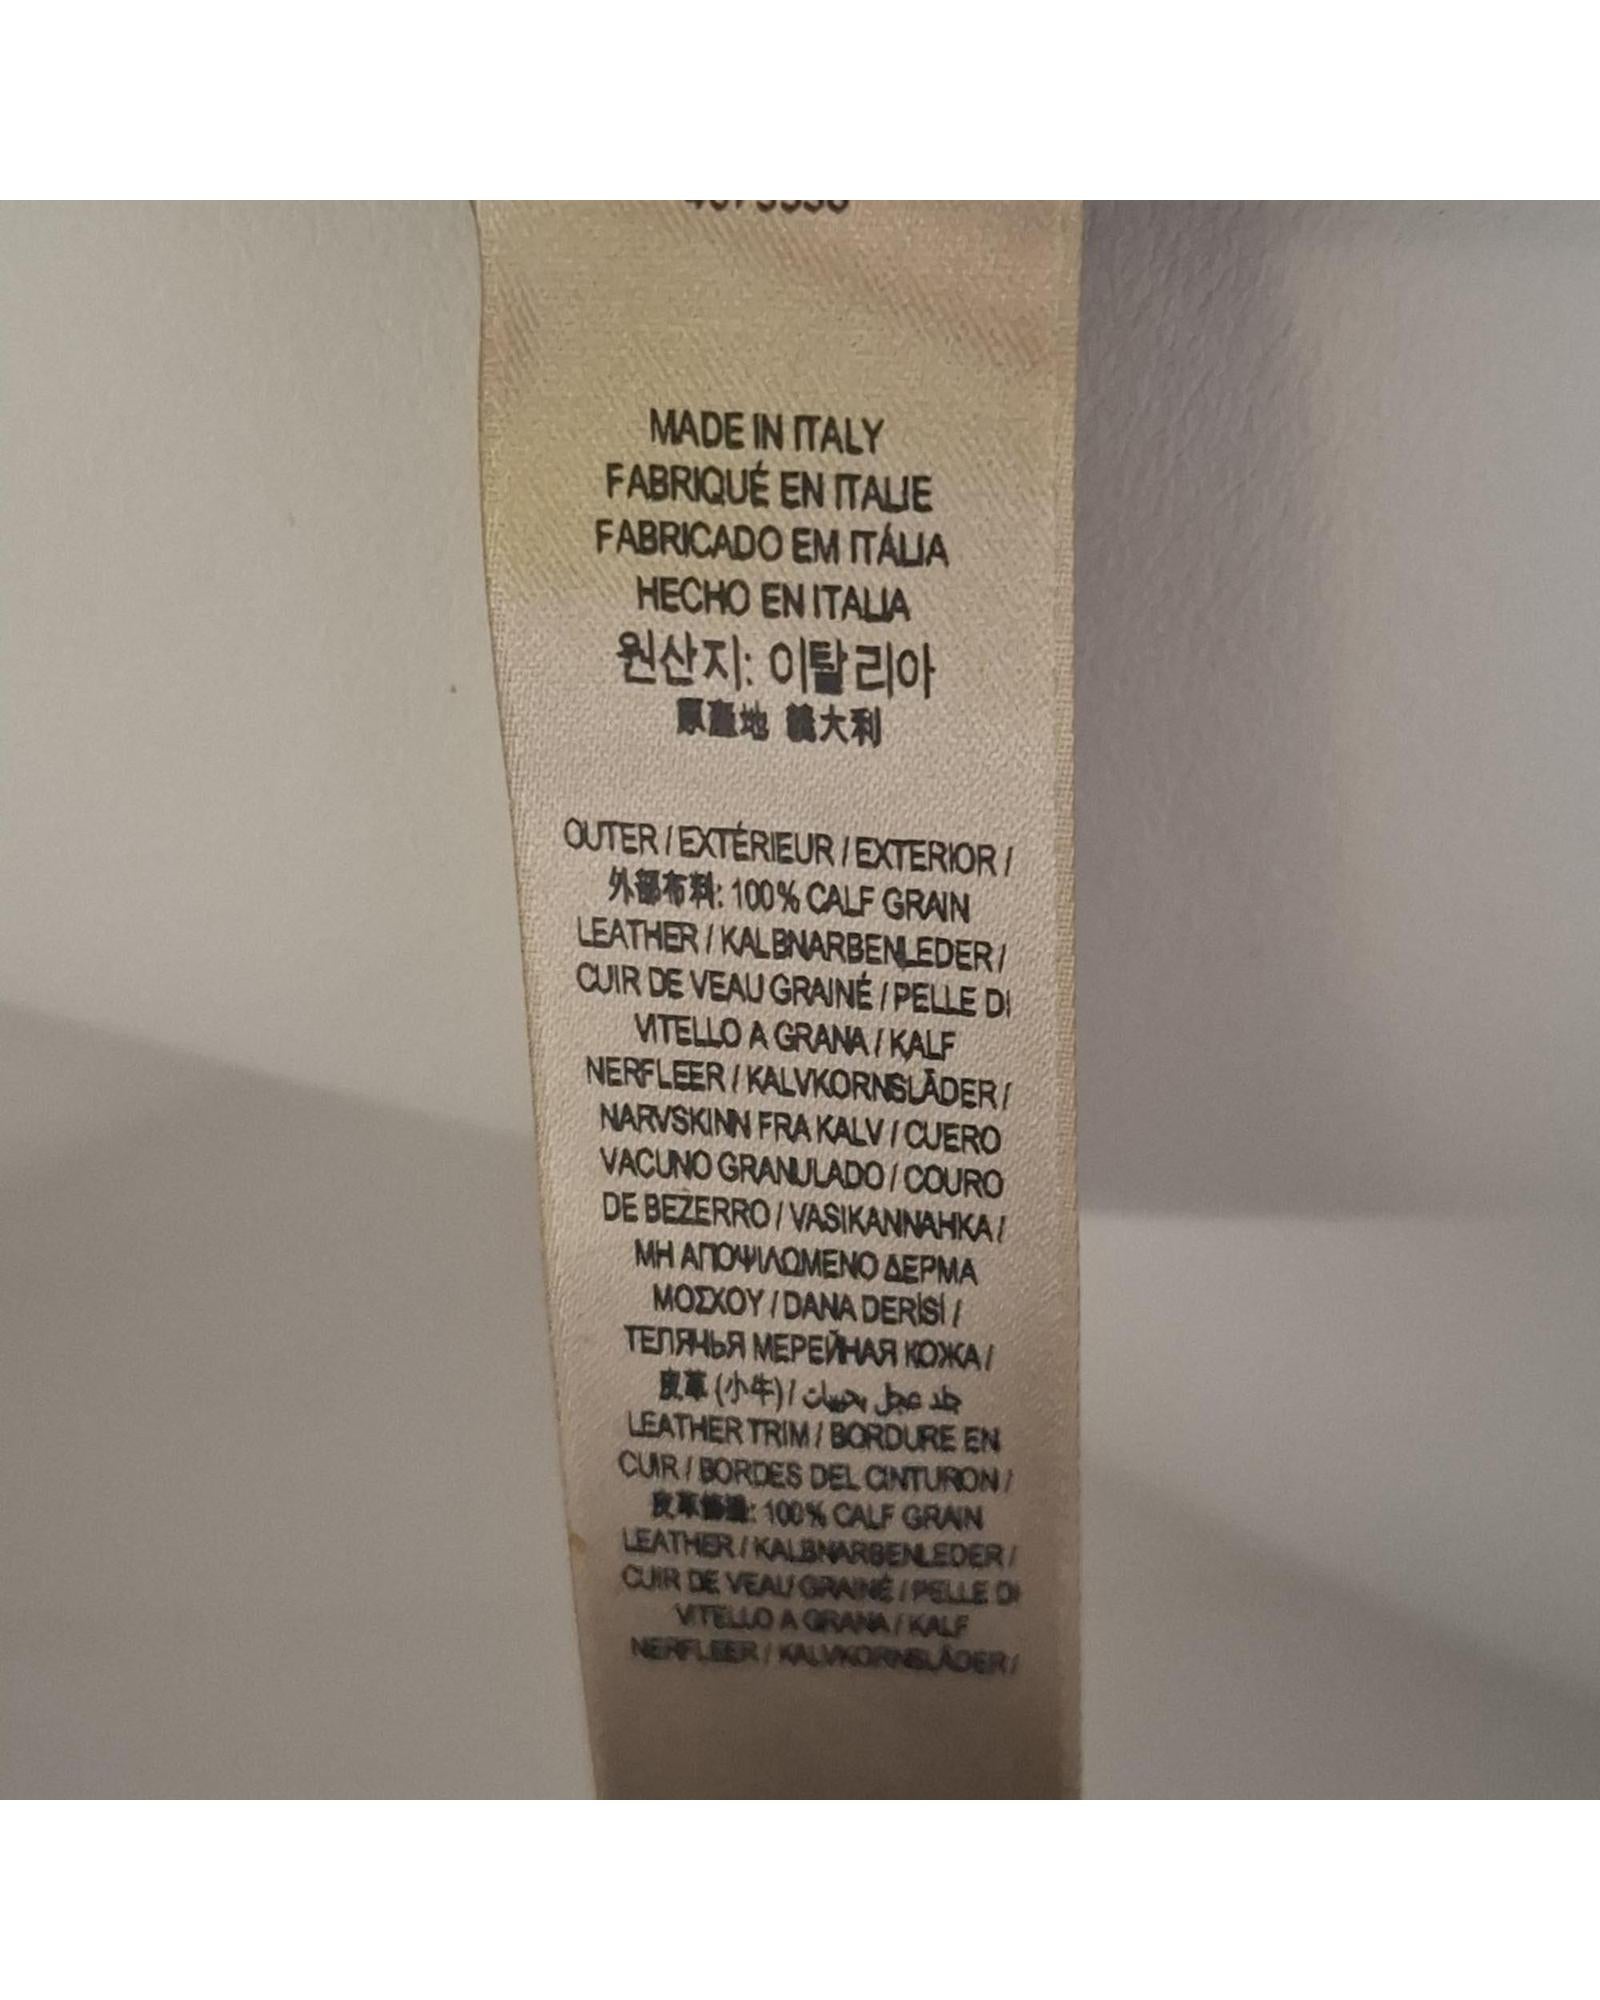 MADE IN ITALY
FABRIQUÉ EN ITALIE
FABRICADO EM ITÁLIA
HECHO EN ITALIA
원산지: 이탈리아
原產地 義大利
OUTER / EXTÉRIEUR / EXTERIOR /
外部布料: 100% CALF GRAIN
LEATHER / KALBNARBENLEDER /
CUIR DE VEAU GRAINÉ / PELLE DI
VITELLO A GRANA / KALF
NERFLEER / KALVKORNSLÄDER /
NARVSKINN FRA KALV / CUERO
VACUNO GRANULADO / COURO
DE BEZERRO / VASIKANNAHKA /
ΜΗ ΑΠΟΨΙΛΩΜΕΝΟ ΔΕΡΜΑ
ΜΟΣΧΟΥ / DANA DERİSİ /
ТЕЛЯЧЬЯ МЕРЕЙНАЯ КОЖА /
皮革 (小牛) / جلد عجل بحبيبات
LEATHER TRIM / BORDURE EN
CUIR / BORDES DEL CINTURON /
皮革飾邊: 100% CALF GRAIN
LEATHER / KALBNARBENLEDER /
CUIR DE VEAU GRAINÉ / PELLE DI
VITELLO A GRANA / KALF
NERFLEER / KALVKORNSLÄDER /